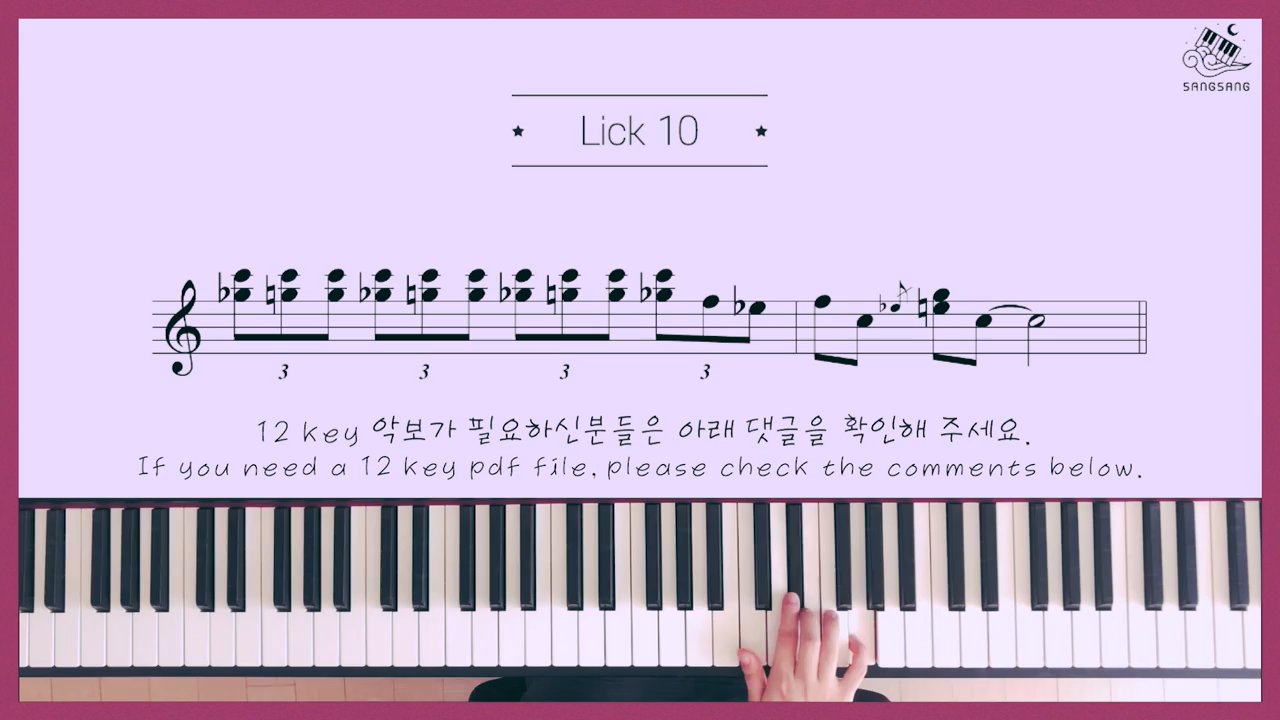 SANGSANG
Lick 10
3 3 3 3
12 key 악보가 필요하신분들은 아래 댓글을 확인해 주세요.
If you need a 12 key pdf file, please check the comments below.